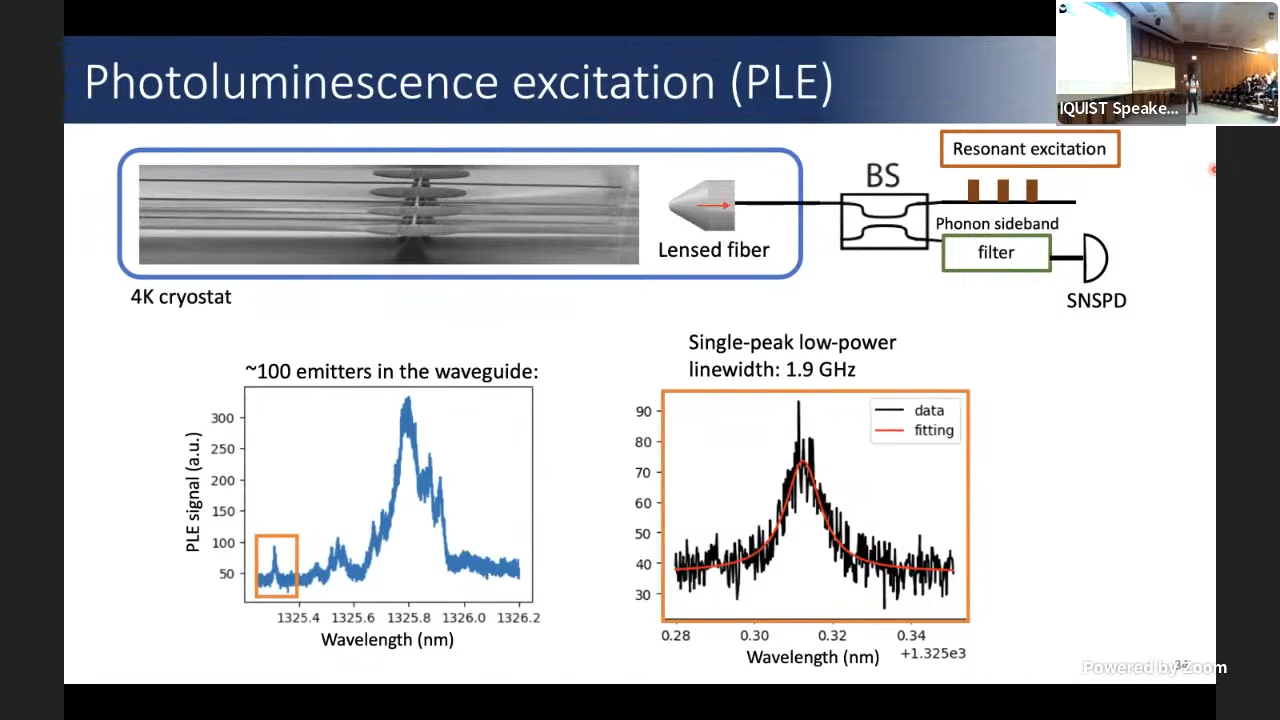 Photoluminescence excitation (PLE)
IQUIST Speake...
Resonant excitation
BS
Phonon sideband
filter
Lensed fiber
SNSPD
4K cryostat
~100 emitters in the waveguide:
PLE signal (a.u.)
300
250
200
150
100
50
1325.4 1325.6 1325.8 1326.0 1326.2
Wavelength (nm)
Single-peak low-power
linewidth: 1.9 GHz
data
fitting
90
80
70
60
50
40
30
0.28 0.30 0.32 0.34
+1.325e3
Wavelength (nm)
Powered by Zoom